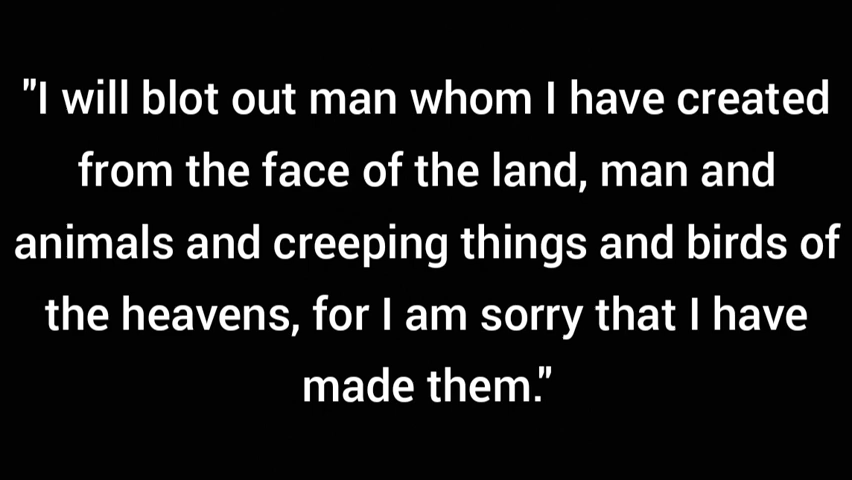 "I will blot out man whom I have created
from the face of the land, man and
animals and creeping things and birds of
the heavens, for I am sorry that I have
made them."